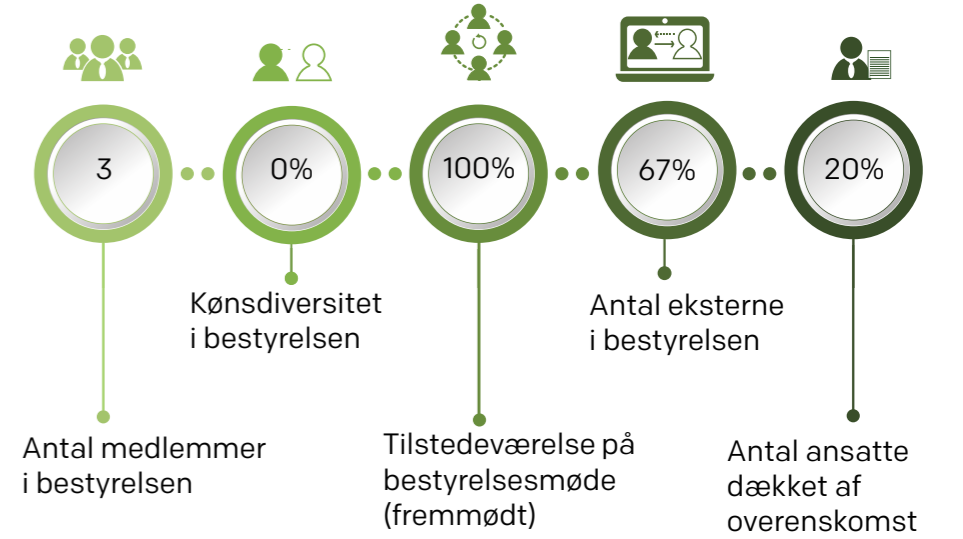 3
0%
100%
67%
20%
Kønsdiversitet
i bestyrelsen
Antal eksterne
i bestyrelsen
Antal medlemmer
i bestyrelsen
Tilstedeværelse på
bestyrelsesmøde
(fremmødt)
Antal ansatte
dækket af
overenskomst